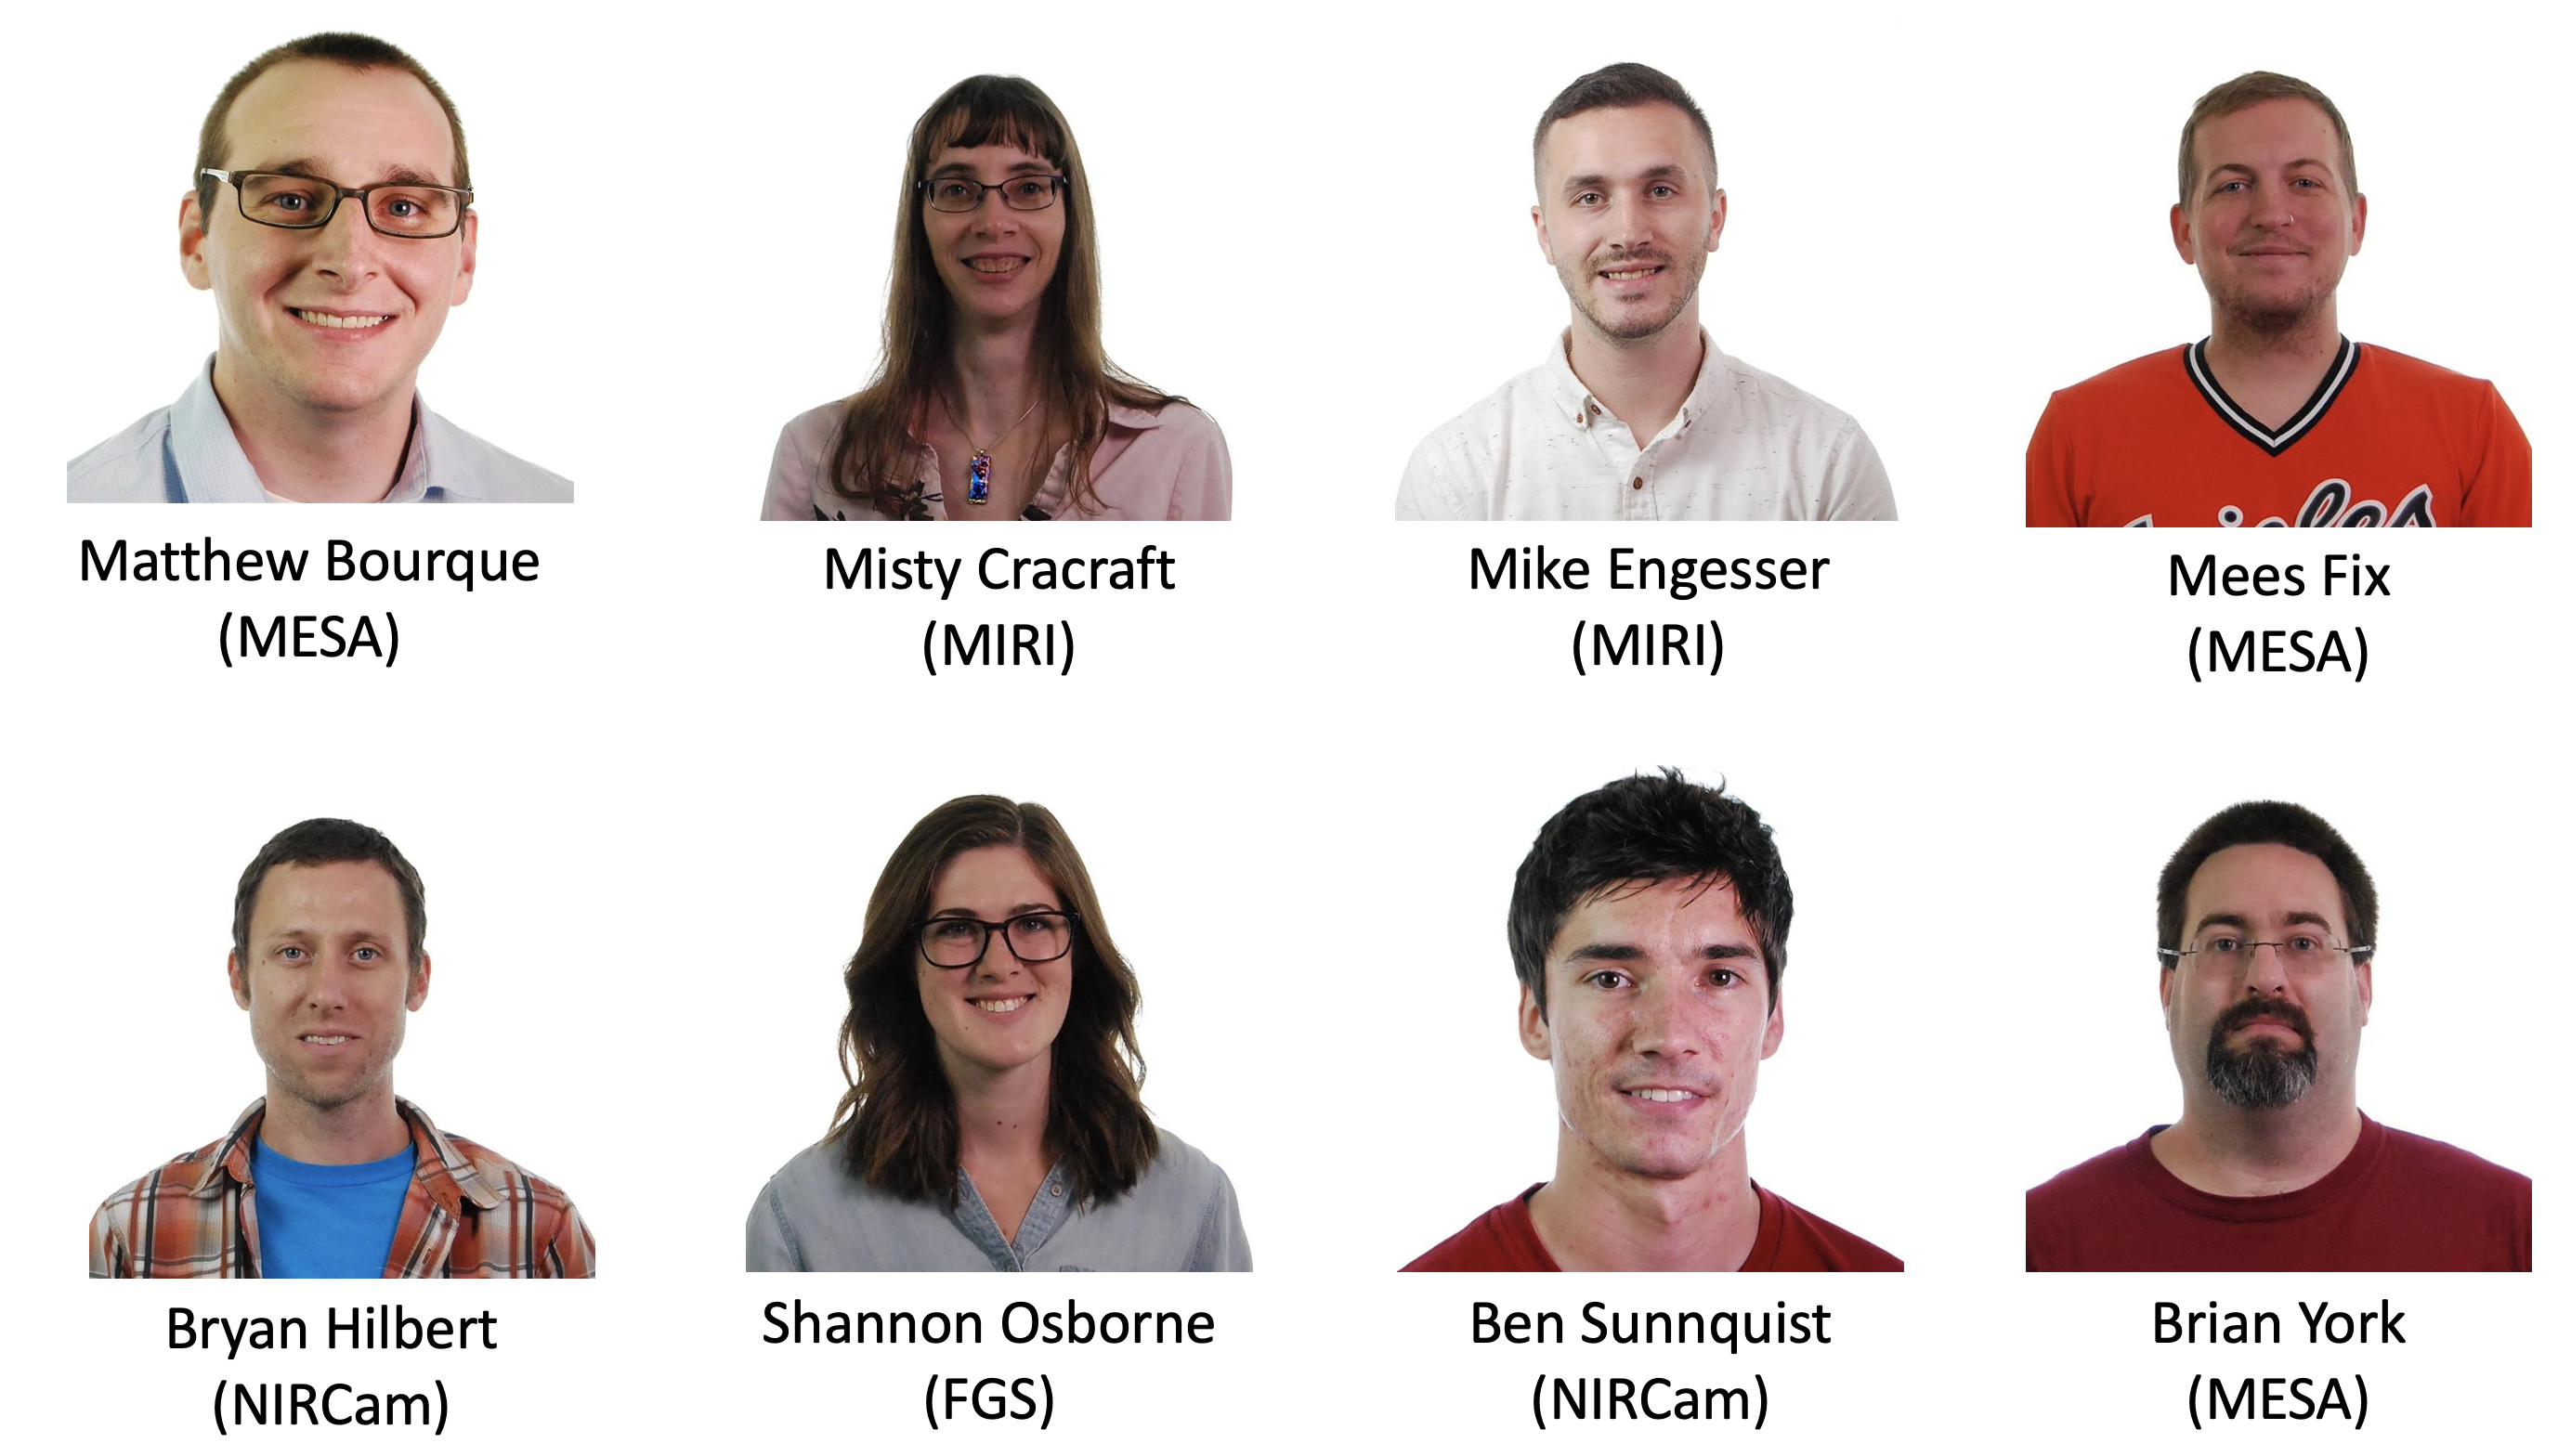 Matthew Bourque
(MESA)
Misty Cracraft
(MIRI)
Mike Engesser
(MIRI)
Mees Fix
(MESA)
Bryan Hilbert
(NIRCam)
Shannon Osborne
(FGS)
Ben Sunnquist
(NIRCam)
Brian York
(MESA)